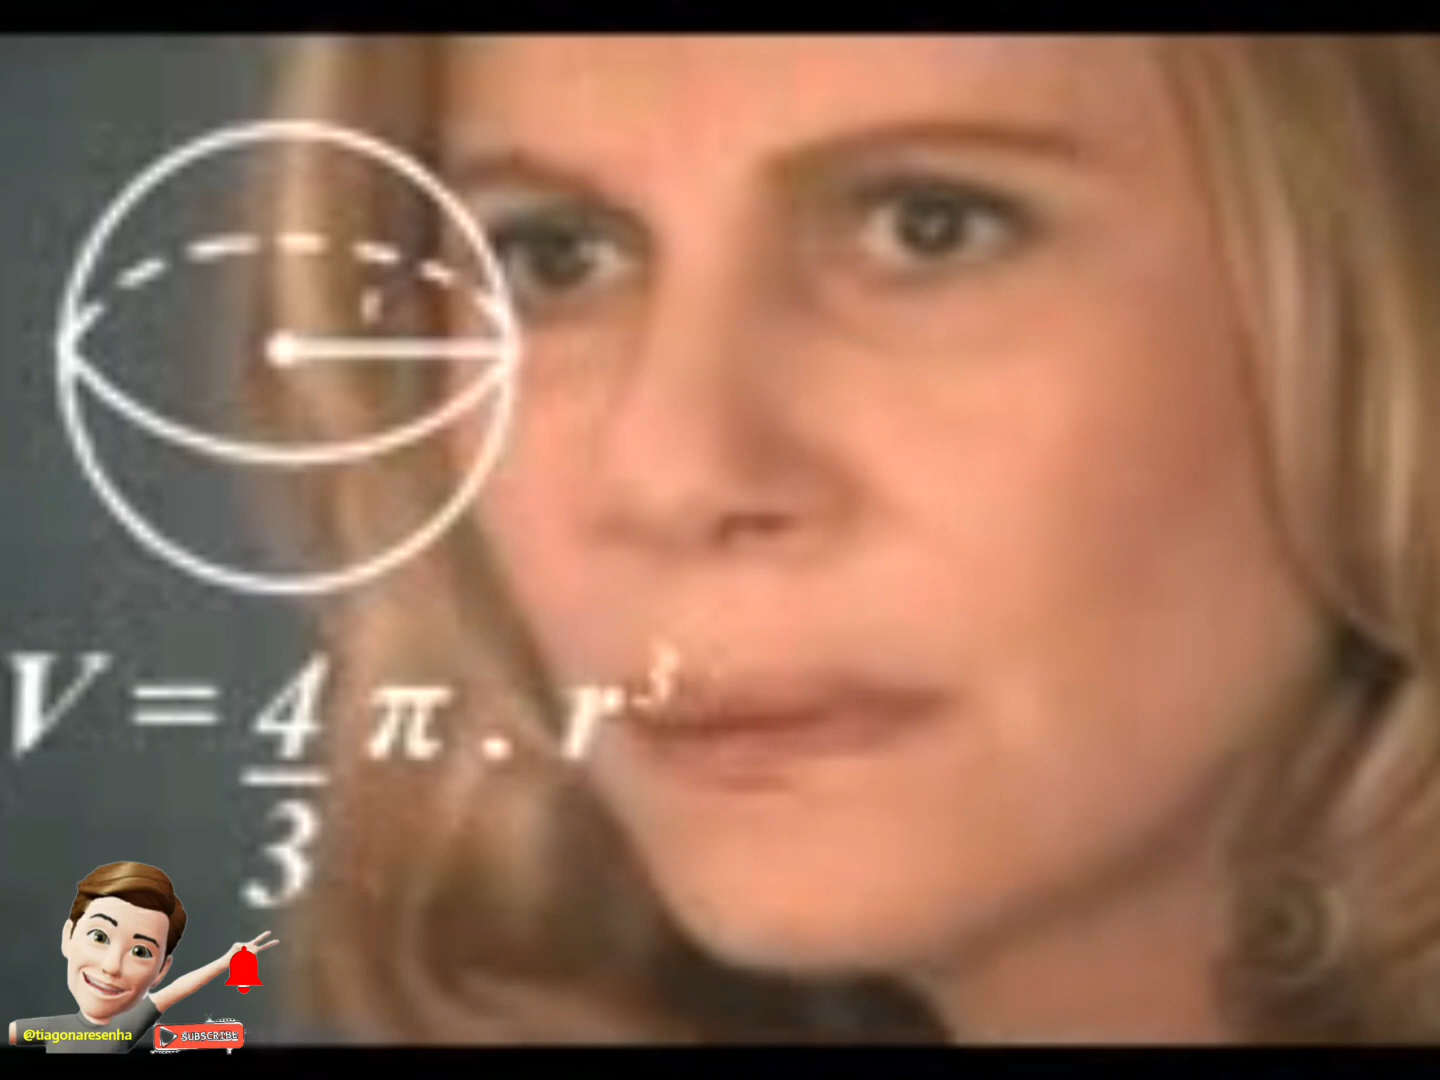 r
V = 4/3 π . r³
@tiagonaresenha
SUBSCRIBE